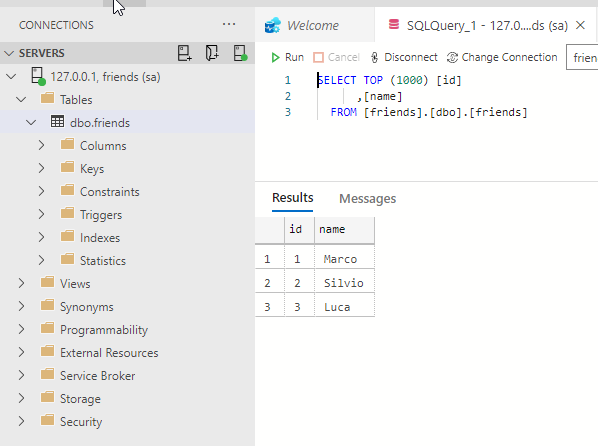 CONNECTIONS
SERVERS
127.0.0.1, friends (sa)
Tables
dbo.friends
Columns
Keys
Constraints
Triggers
Indexes
Statistics
Views
Synonyms
Programmability
External Resources
Service Broker
Storage
Security
Welcome
SQLQuery_1 - 127.0....ds (sa)
Run Cancel Disconnect Change Connection frien
1 SELECT TOP (1000) [id]
2 ,[name]
3 FROM [friends].[dbo].[friends]
Results Messages
id name
1 1 Marco
2 2 Silvio
3 3 Luca